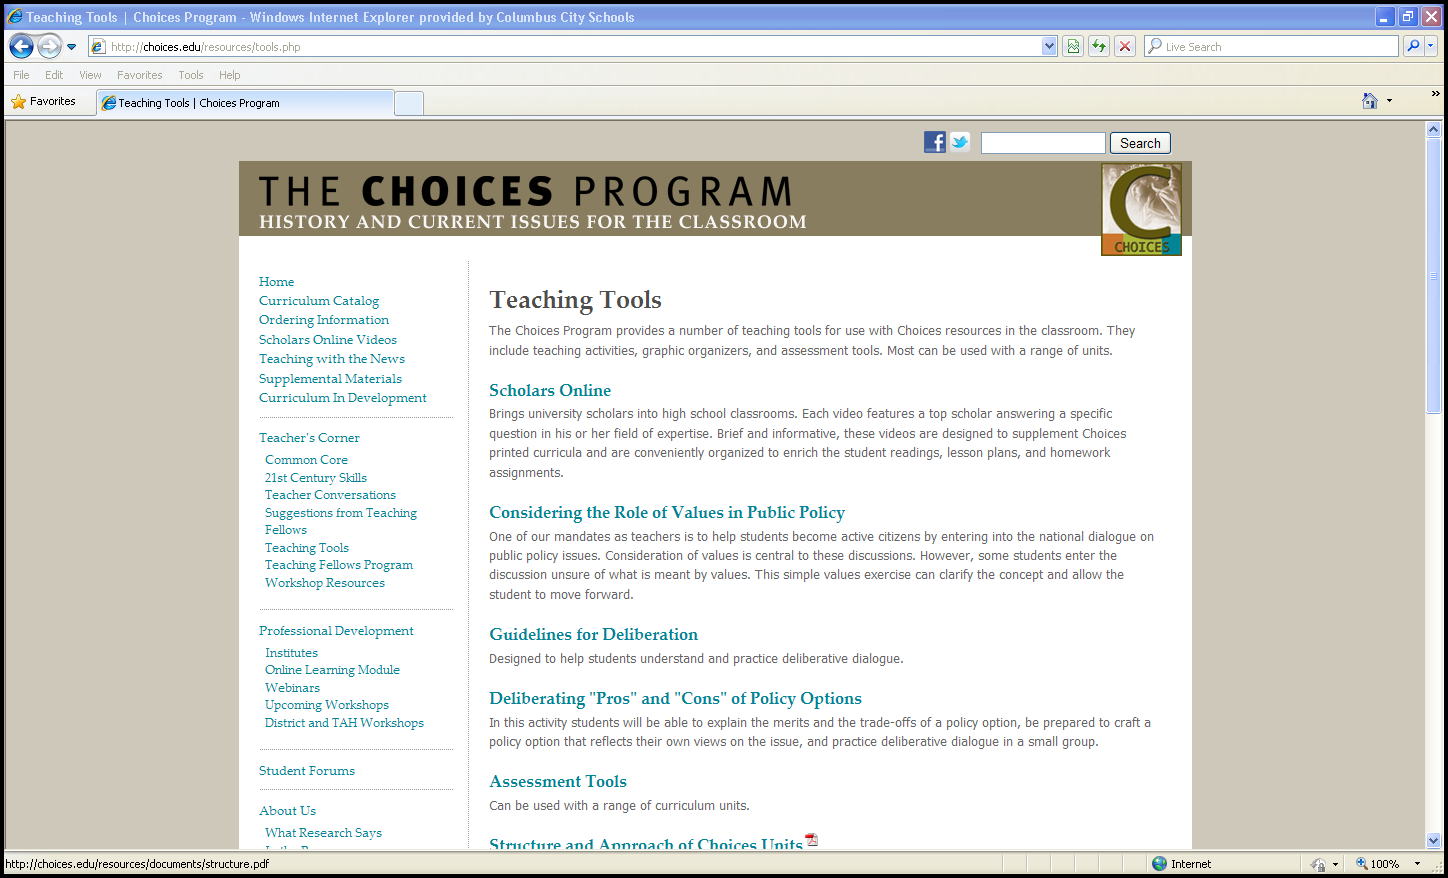 Teaching Tools | Choices Program - Windows Internet Explorer provided by Columbus City Schools
http://choices.edu/resources/tools.php
Live Search
File Edit View Favorites Tools Help
Favorites
Teaching Tools | Choices Program
Search
THE CHOICES PROGRAM
HISTORY AND CURRENT ISSUES FOR THE CLASSROOM
C
CHOICES
Home
Curriculum Catalog
Ordering Information
Scholars Online Videos
Teaching with the News
Supplemental Materials
Curriculum In Development
Teacher's Corner
Common Core
21st Century Skills
Teacher Conversations
Suggestions from Teaching
Fellows
Teaching Tools
Teaching Fellows Program
Workshop Resources
Professional Development
Institutes
Online Learning Module
Webinars
Upcoming Workshops
District and TAH Workshops
Student Forums
About Us
What Research Says
Teaching Tools
The Choices Program provides a number of teaching tools for use with Choices resources in the classroom. They
include teaching activities, graphic organizers, and assessment tools. Most can be used with a range of units.
Scholars Online
Brings university scholars into high school classrooms. Each video features a top scholar answering a specific
question in his or her field of expertise. Brief and informative, these videos are designed to supplement Choices
printed curricula and are conveniently organized to enrich the student readings, lesson plans, and homework
assignments.
Considering the Role of Values in Public Policy
One of our mandates as teachers is to help students become active citizens by entering into the national dialogue on
public policy issues. Consideration of values is central to these discussions. However, some students enter the
discussion unsure of what is meant by values. This simple values exercise can clarify the concept and allow the
student to move forward.
Guidelines for Deliberation
Designed to help students understand and practice deliberative dialogue.
Deliberating "Pros" and "Cons" of Policy Options
In this activity students will be able to explain the merits and the trade-offs of a policy option, be prepared to craft a
policy option that reflects their own views on the issue, and practice deliberative dialogue in a small group.
Assessment Tools
Can be used with a range of curriculum units.
Structure and Approach of Choices Units
http://choices.edu/resources/documents/structure.pdf
Internet
100%